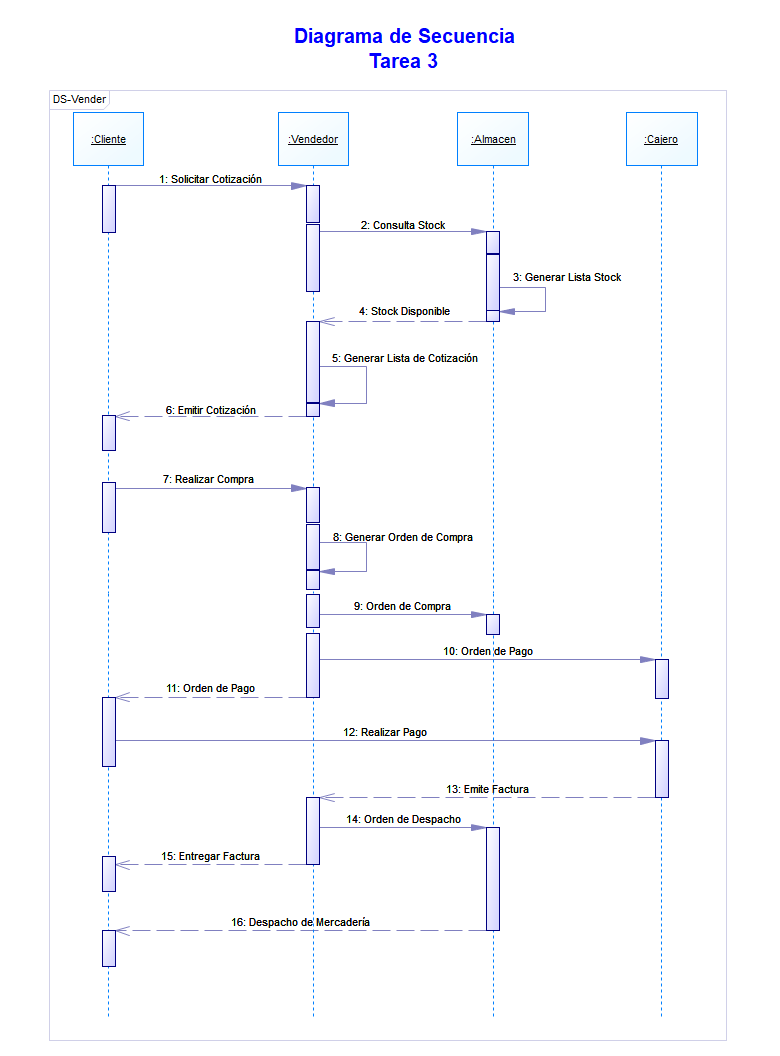 Diagrama de Secuencia
Tarea 3
DS-Vender
:Cliente
:Vendedor
:Almacen
:Cajero
1: Solicitar Cotización
2: Consulta Stock
3: Generar Lista Stock
4: Stock Disponible
5: Generar Lista de Cotización
6: Emitir Cotización
7: Realizar Compra
8: Generar Orden de Compra
9: Orden de Compra
10: Orden de Pago
11: Orden de Pago
12: Realizar Pago
13: Emite Factura
14: Orden de Despacho
15: Entregar Factura
16: Despacho de Mercadería